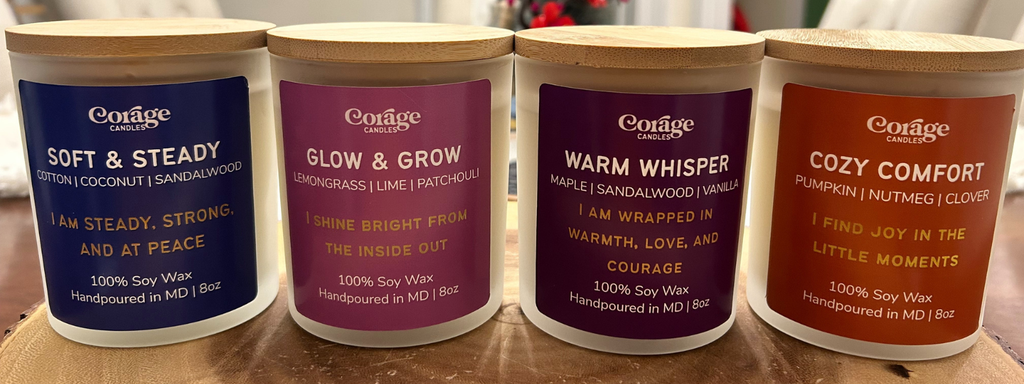 Corage
CANDLES
SOFT & STEADY
COTTON | COCONUT | SANDALWOOD
I AM STEADY, STRONG,
AND AT PEACE
100% Soy Wax
Handpoured in MD | 8oz
Corage
CANDLES
GLOW & GROW
LEMONGRASS | LIME | PATCHOULI
I SHINE BRIGHT FROM
THE INSIDE OUT
100% Soy Wax
Handpoured in MD | 8oz
Corage
CANDLES
WARM WHISPER
MAPLE | SANDALWOOD | VANILLA
I AM WRAPPED IN
WARMTH, LOVE, AND
COURAGE
100% Soy Wax
Handpoured in MD | 8oz
Corage
CANDLES
COZY COMFORT
PUMPKIN | NUTMEG | CLOVER
I FIND JOY IN THE
LITTLE MOMENTS
100% Soy Wax
Handpoured in MD | 8oz